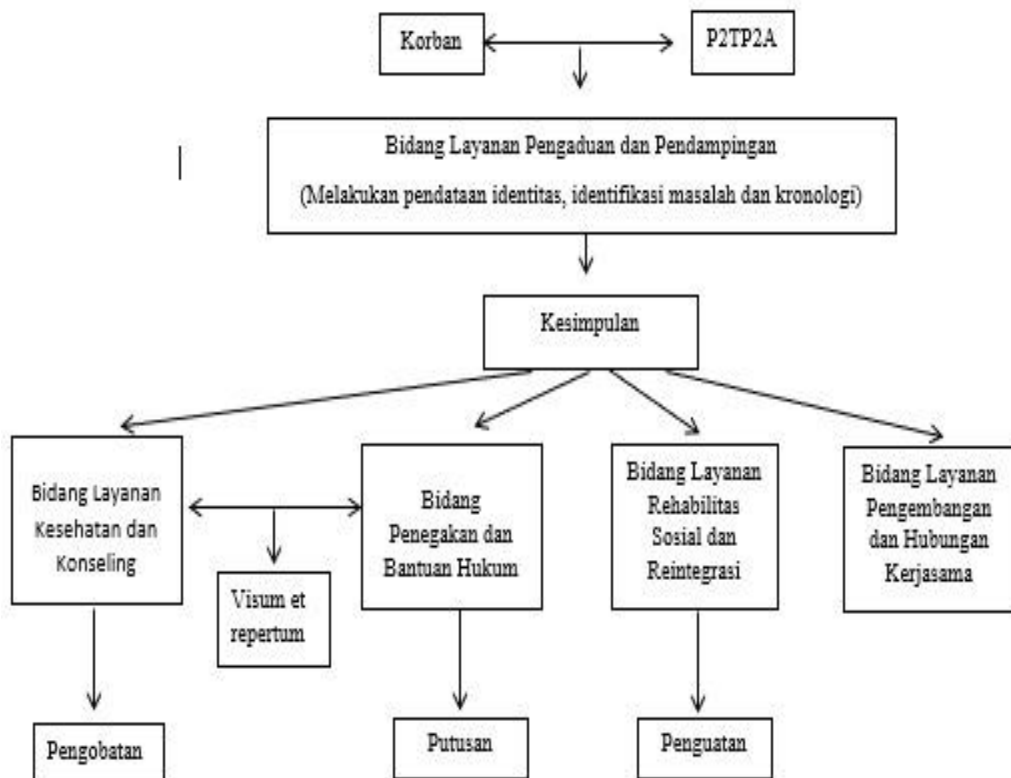 Korban
P2TP2A
Bidang Layanan Pengaduan dan Pendampingan
(Melakukan pendataan identitas, identifikasi masalah dan kronologi)
Kesimpulan
Bidang Layanan
Kesehatan dan
Konseling
Bidang
Penegakan dan
Bantuan Hukum
Bidang Layanan
Rehabilitas
Sosial dan
Reintegrasi
Bidang Layanan
Pengembangan
dan Hubungan
Kerjasama
Visum et
repertum
Pengobatan
Putusan
Penguatan